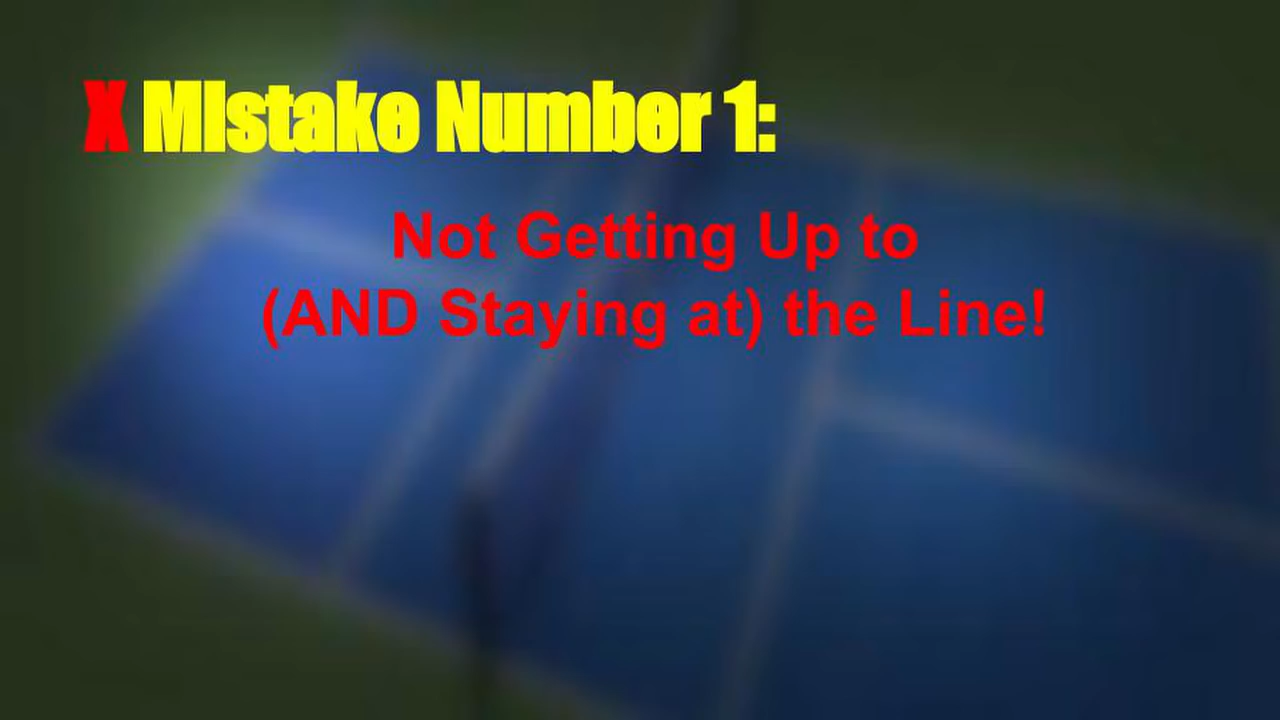 X Mistake Number 1:
Not Getting Up to
(AND Staying at) the Line!